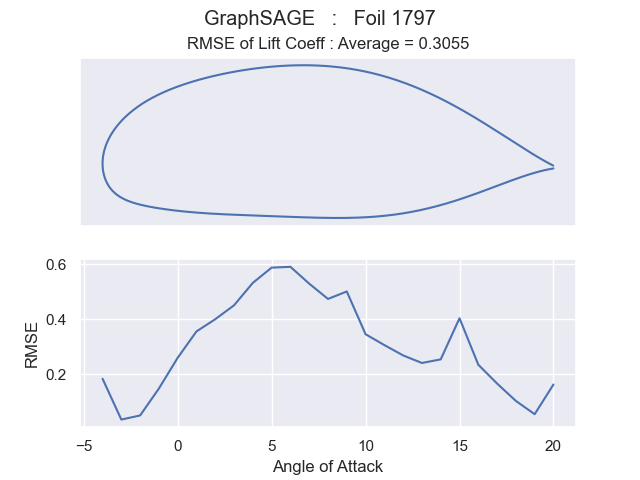 GraphSAGE : Foil 1797
RMSE of Lift Coeff : Average = 0.3055
0.6
0.4
0.2
RMSE
−5 0 5 10 15 20
Angle of Attack